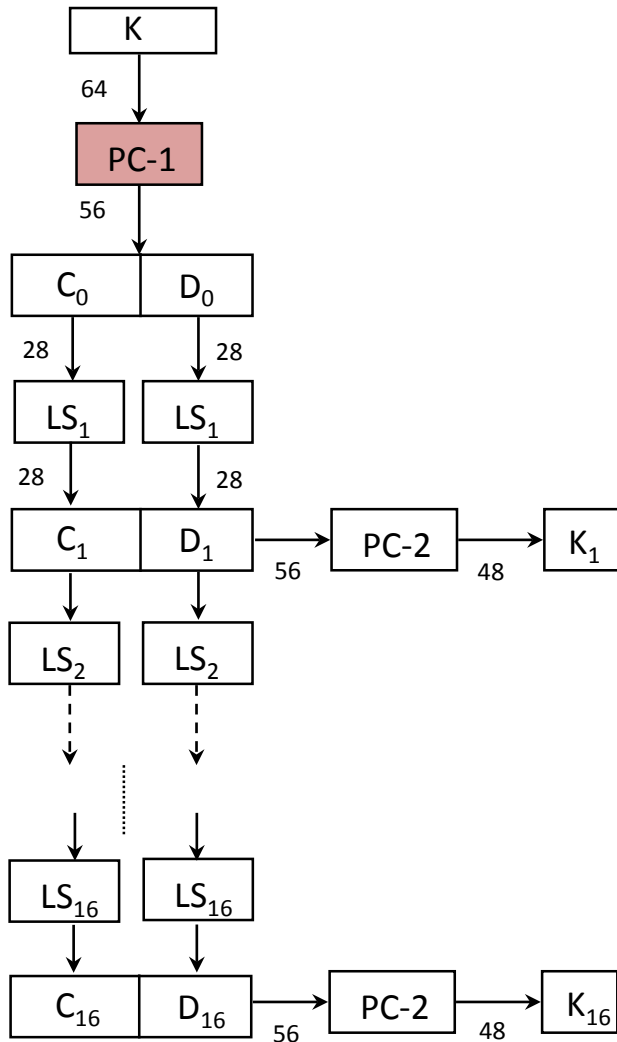 K
64
PC-1
56
C₀ D₀
28 28
LS₁ LS₁
28 28
C₁ D₁ PC-2 K₁
56 48
LS₂ LS₂
LS₁₆ LS₁₆
C₁₆ D₁₆ PC-2 K₁₆
56 48